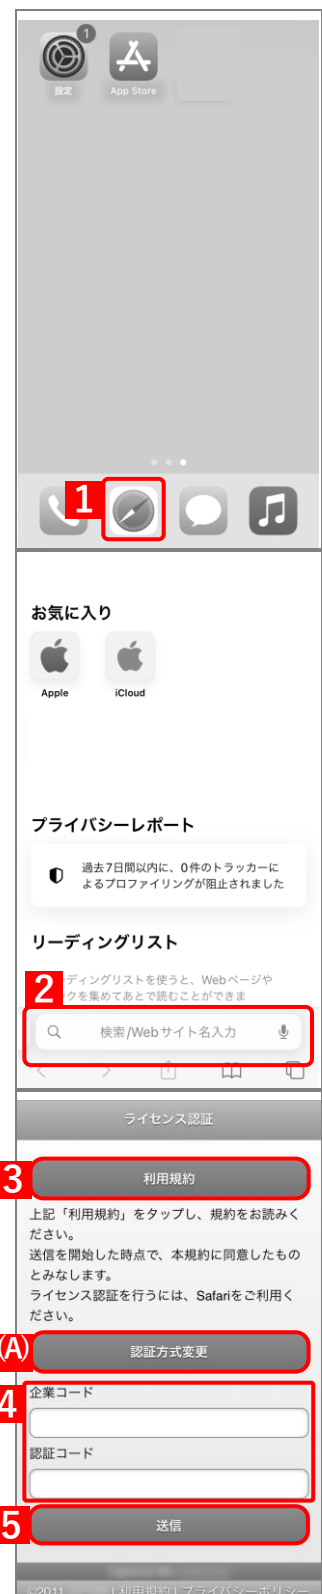 1
設定
App Store
1
お気に入り
Apple
iCloud
プライバシーレポート
過去7日間以内に、0件のトラッカーに
よるプロファイリングが阻止されました
リーディングリスト
2
ーディングリストを使うと、Webページや
ックを集めてあとで読むことができま
検索/Webサイト名入力
ライセンス認証
3
利用規約
上記「利用規約」をタップし、規約をお読みく
ださい。
送信を開始した時点で、本規約に同意したもの
とみなします。
ライセンス認証を行うには、Safariをご利用く
ださい。
(A)
認証方式変更
4
企業コード
認証コード
5
送信
©2011
| 利用規約 | プライバシーポリシー